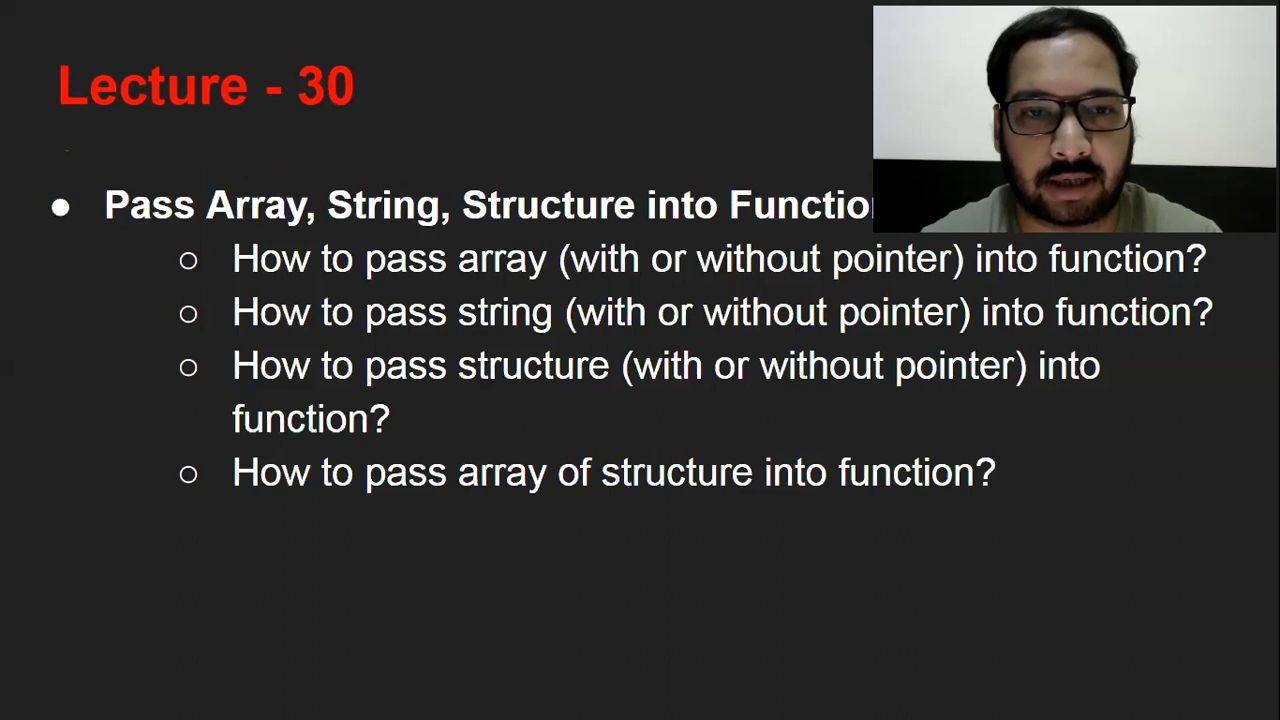 Lecture - 30
● Pass Array, String, Structure into
○ How to pass array (with or without pointer) into function?
○ How to pass string (with or without pointer) into function?
○ How to pass structure (with or without pointer) into
function?
○ How to pass array of structure into function?